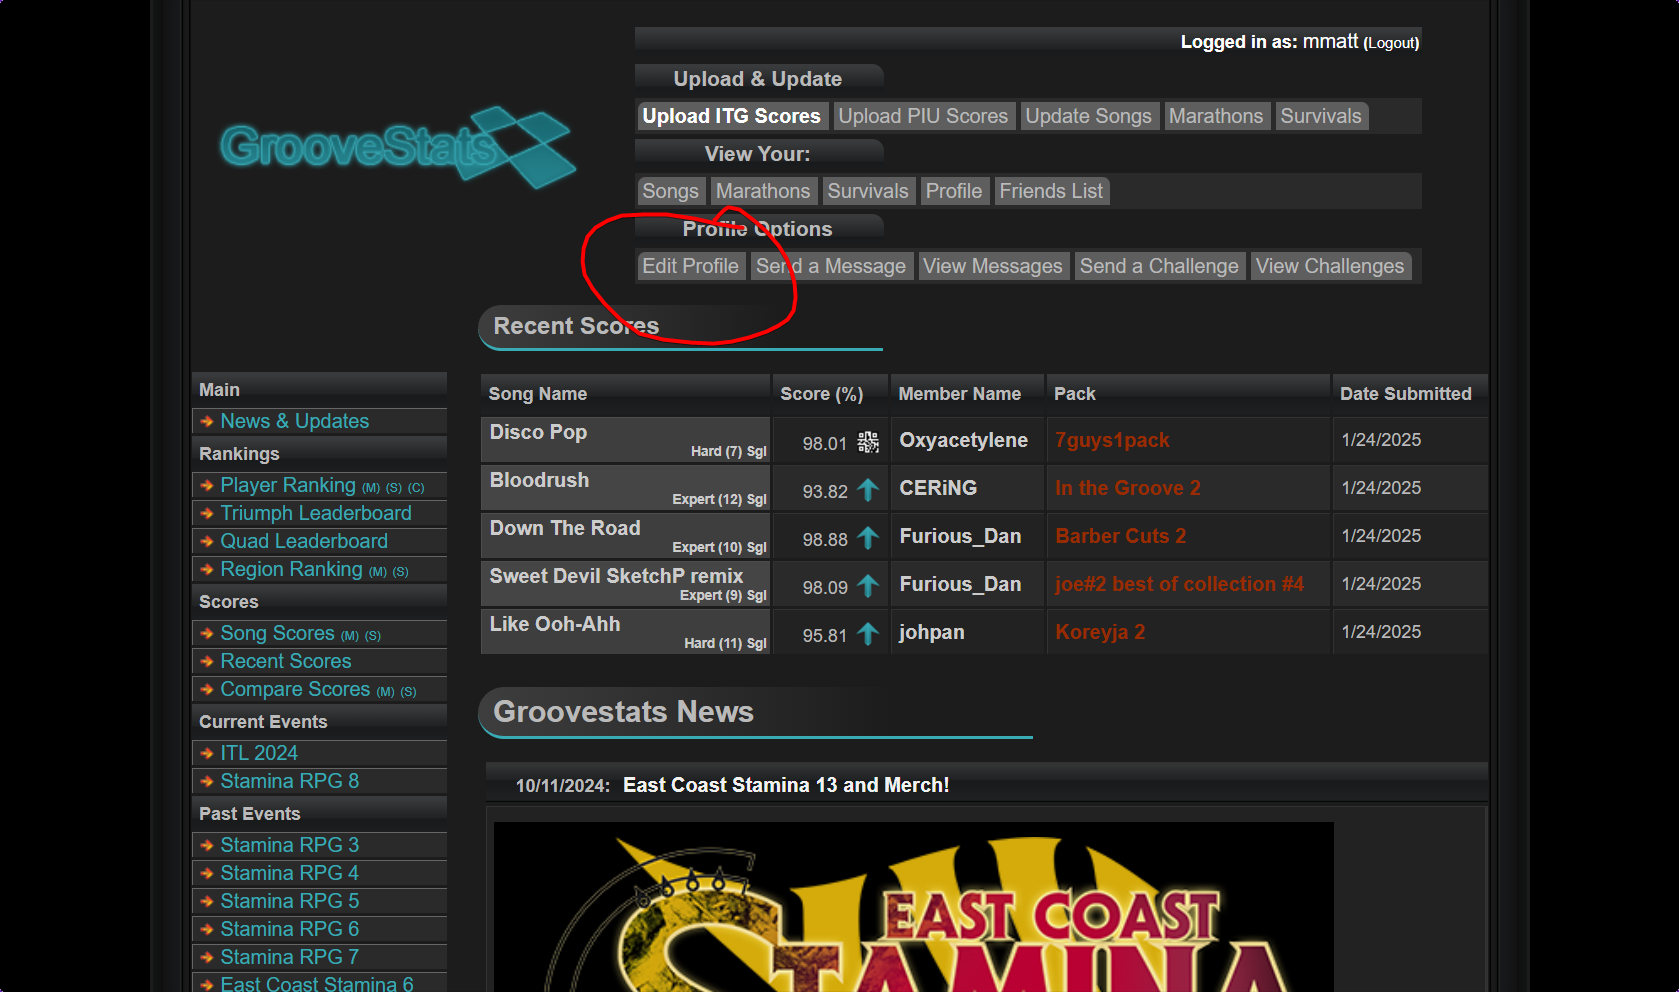 Logged in as: mmatt (Logout)
Upload & Update
Upload ITG Scores Upload PIU Scores Update Songs Marathons Survivals
GrooveStats
View Your:
Songs Marathons Survivals Profile Friends List
Profile Options
Edit Profile Send a Message View Messages Send a Challenge View Challenges
Recent Scores
Main
News & Updates
Rankings
Player Ranking (M) (S) (C)
Triumph Leaderboard
Quad Leaderboard
Region Ranking (M) (S)
Scores
Song Scores (M) (S)
Recent Scores
Compare Scores (M) (S)
Current Events
ITL 2024
Stamina RPG 8
Past Events
Stamina RPG 3
Stamina RPG 4
Stamina RPG 5
Stamina RPG 6
Stamina RPG 7
East Coast Stamina 6
Song Name Score (%) Member Name Pack Date Submitted
Disco Pop Hard (7) Sgl 98.01 Oxyacetylene 7guys1pack 1/24/2025
Bloodrush Expert (12) Sgl 93.82 CERiNG In the Groove 2 1/24/2025
Down The Road Expert (10) Sgl 98.88 Furious_Dan Barber Cuts 2 1/24/2025
Sweet Devil SketchP remix Expert (9) Sgl 98.09 Furious_Dan joe#2 best of collection #4 1/24/2025
Like Ooh-Ahh Hard (11) Sgl 95.81 johpan Koreyja 2 1/24/2025
Groovestats News
10/11/2024: East Coast Stamina 13 and Merch!
EAST COAST
STAMINA